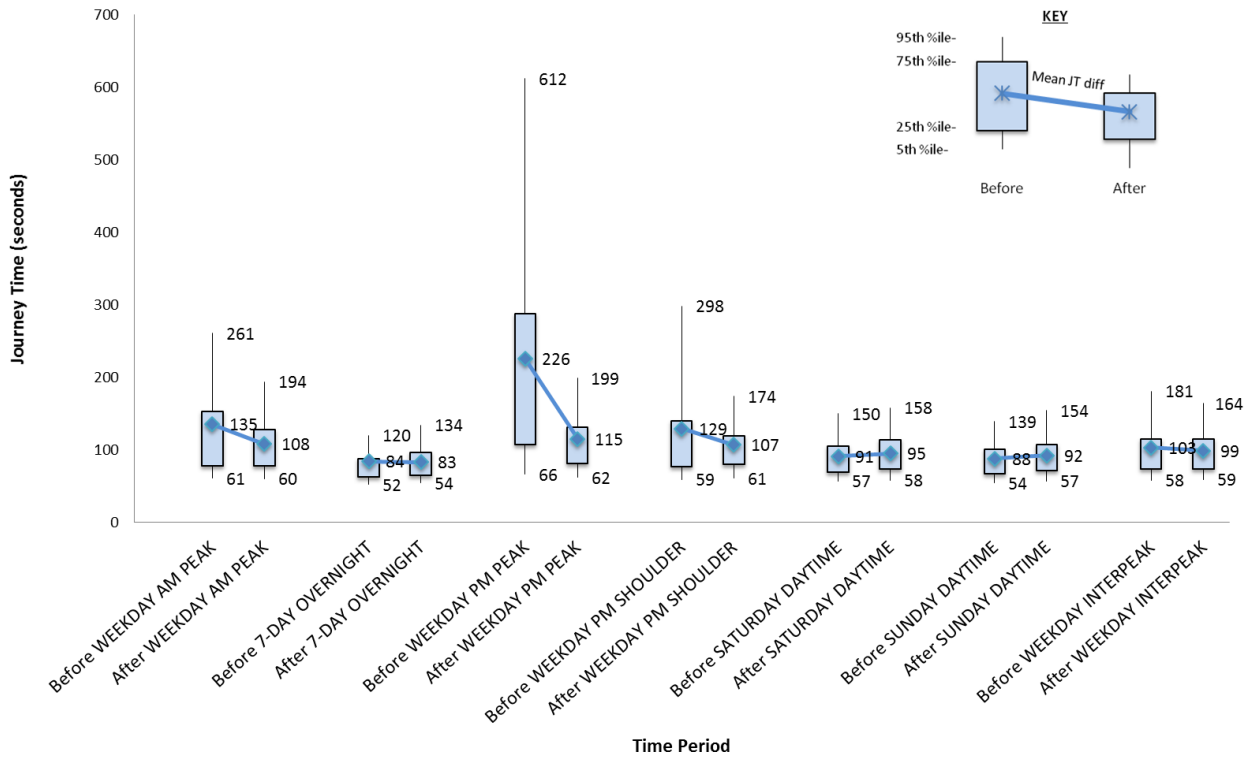 KEY
95th %ile-
75th %ile-
25th %ile-
5th %ile-
Mean JT diff
Before
After
Journey Time (seconds)
700
600
500
400
300
200
100
0
261
135
61
194
108
60
120
84
52
134
83
54
612
226
66
199
115
62
298
129
59
174
107
61
150
91
57
158
95
58
139
88
54
154
92
57
181
103
58
164
99
59
Before WEEKDAY AM PEAK
After WEEKDAY AM PEAK
Before 7-DAY OVERNIGHT
After 7-DAY OVERNIGHT
Before WEEKDAY PM PEAK
After WEEKDAY PM PEAK
Before WEEKDAY PM SHOULDER
After WEEKDAY PM SHOULDER
Before SATURDAY DAYTIME
After SATURDAY DAYTIME
Before SUNDAY DAYTIME
After SUNDAY DAYTIME
Before WEEKDAY INTERPEAK
After WEEKDAY INTERPEAK
Time Period